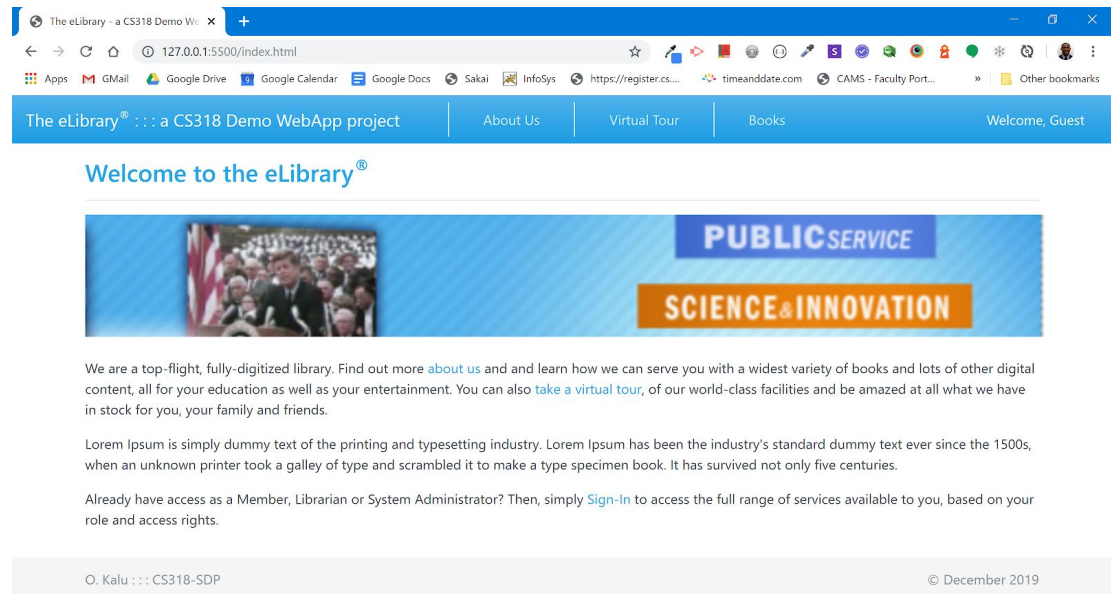 The eLibrary - a CS318 Demo We
127.0.0.1:5500/index.html
Apps GMail Google Drive Google Calendar Google Docs Sakai InfoSys https://register.cs.... timeanddate.com CAMS - Faculty Port... » Other bookmarks
The eLibrary® : : : a CS318 Demo WebApp project About Us Virtual Tour Books Welcome, Guest
Welcome to the eLibrary®
PUBLIC SERVICE
SCIENCE & INNOVATION
We are a top-flight, fully-digitized library. Find out more about us and and learn how we can serve you with a widest variety of books and lots of other digital
content, all for your education as well as your entertainment. You can also take a virtual tour, of our world-class facilities and be amazed at all what we have
in stock for you, your family and friends.
Lorem Ipsum is simply dummy text of the printing and typesetting industry. Lorem Ipsum has been the industry's standard dummy text ever since the 1500s,
when an unknown printer took a galley of type and scrambled it to make a type specimen book. It has survived not only five centuries.
Already have access as a Member, Librarian or System Administrator? Then, simply Sign-In to access the full range of services available to you, based on your
role and access rights.
O. Kalu : : : CS318-SDP © December 2019